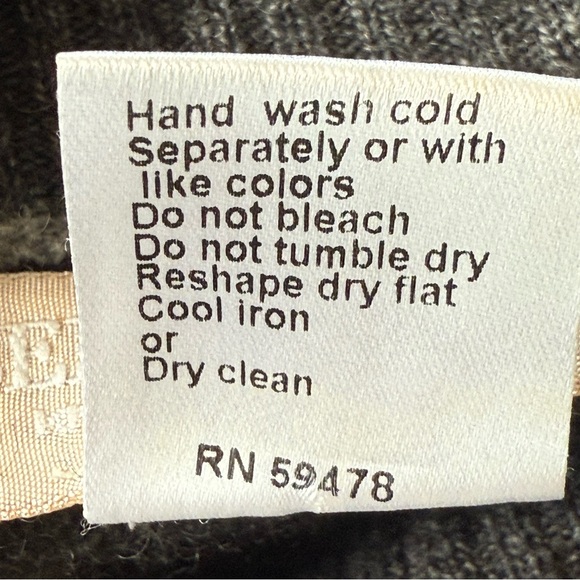 Hand wash cold
Separately or with
like colors
Do not bleach
Do not tumble dry
Reshape dry flat
Cool iron
or
Dry clean
RN 59478